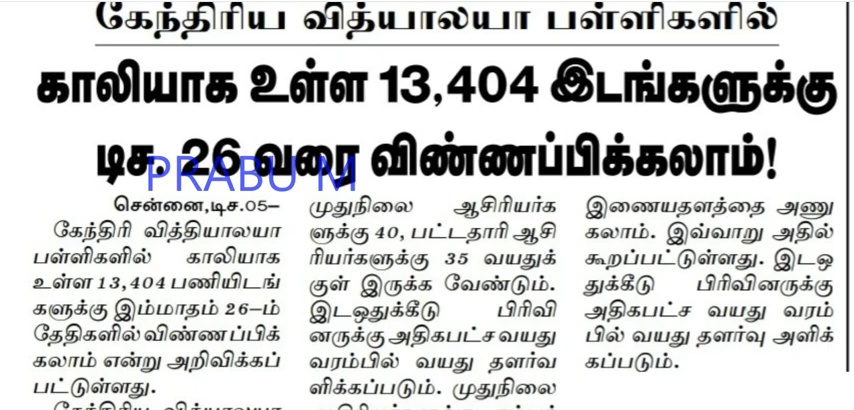 கேந்திரிய வித்யாலயா பள்ளிகளில்
காலியாக உள்ள 13,404 இடங்களுக்கு
டிச. 26 வரை விண்ணப்பிக்கலாம்!
PRABU M
சென்னை,டிச.05–
கேந்திரி வித்தியாலயா
பள்ளிகளில் காலியாக
உள்ள 13,404 பணியிடங்
களுக்கு இம்மாதம் 26–ம்
தேதிகளில் விண்ணப்பிக்
கலாம் என்று அறிவிக்கப்
பட்டுள்ளது.
கேந்திரிய வித்யாலயா
முதுநிலை ஆசிரியர்க
ளுக்கு 40, பட்டதாரி ஆசி
ரியர்களுக்கு 35 வயதுக்
குள் இருக்க வேண்டும்.
இடஒதுக்கீடு பிரிவி
னருக்கு அதிகபட்ச வயது
வரம்பில் வயது தளர்வ
ளிக்கப்படும். முதுநிலை
இணையதளத்தை அணு
கலாம். இவ்வாறு அதில்
கூறப்பட்டுள்ளது. இடஒ
துக்கீடு பிரிவினருக்கு
அதிகபட்ச வயது வரம்
பில் வயது தளர்வு அளிக்
கப்படும்.